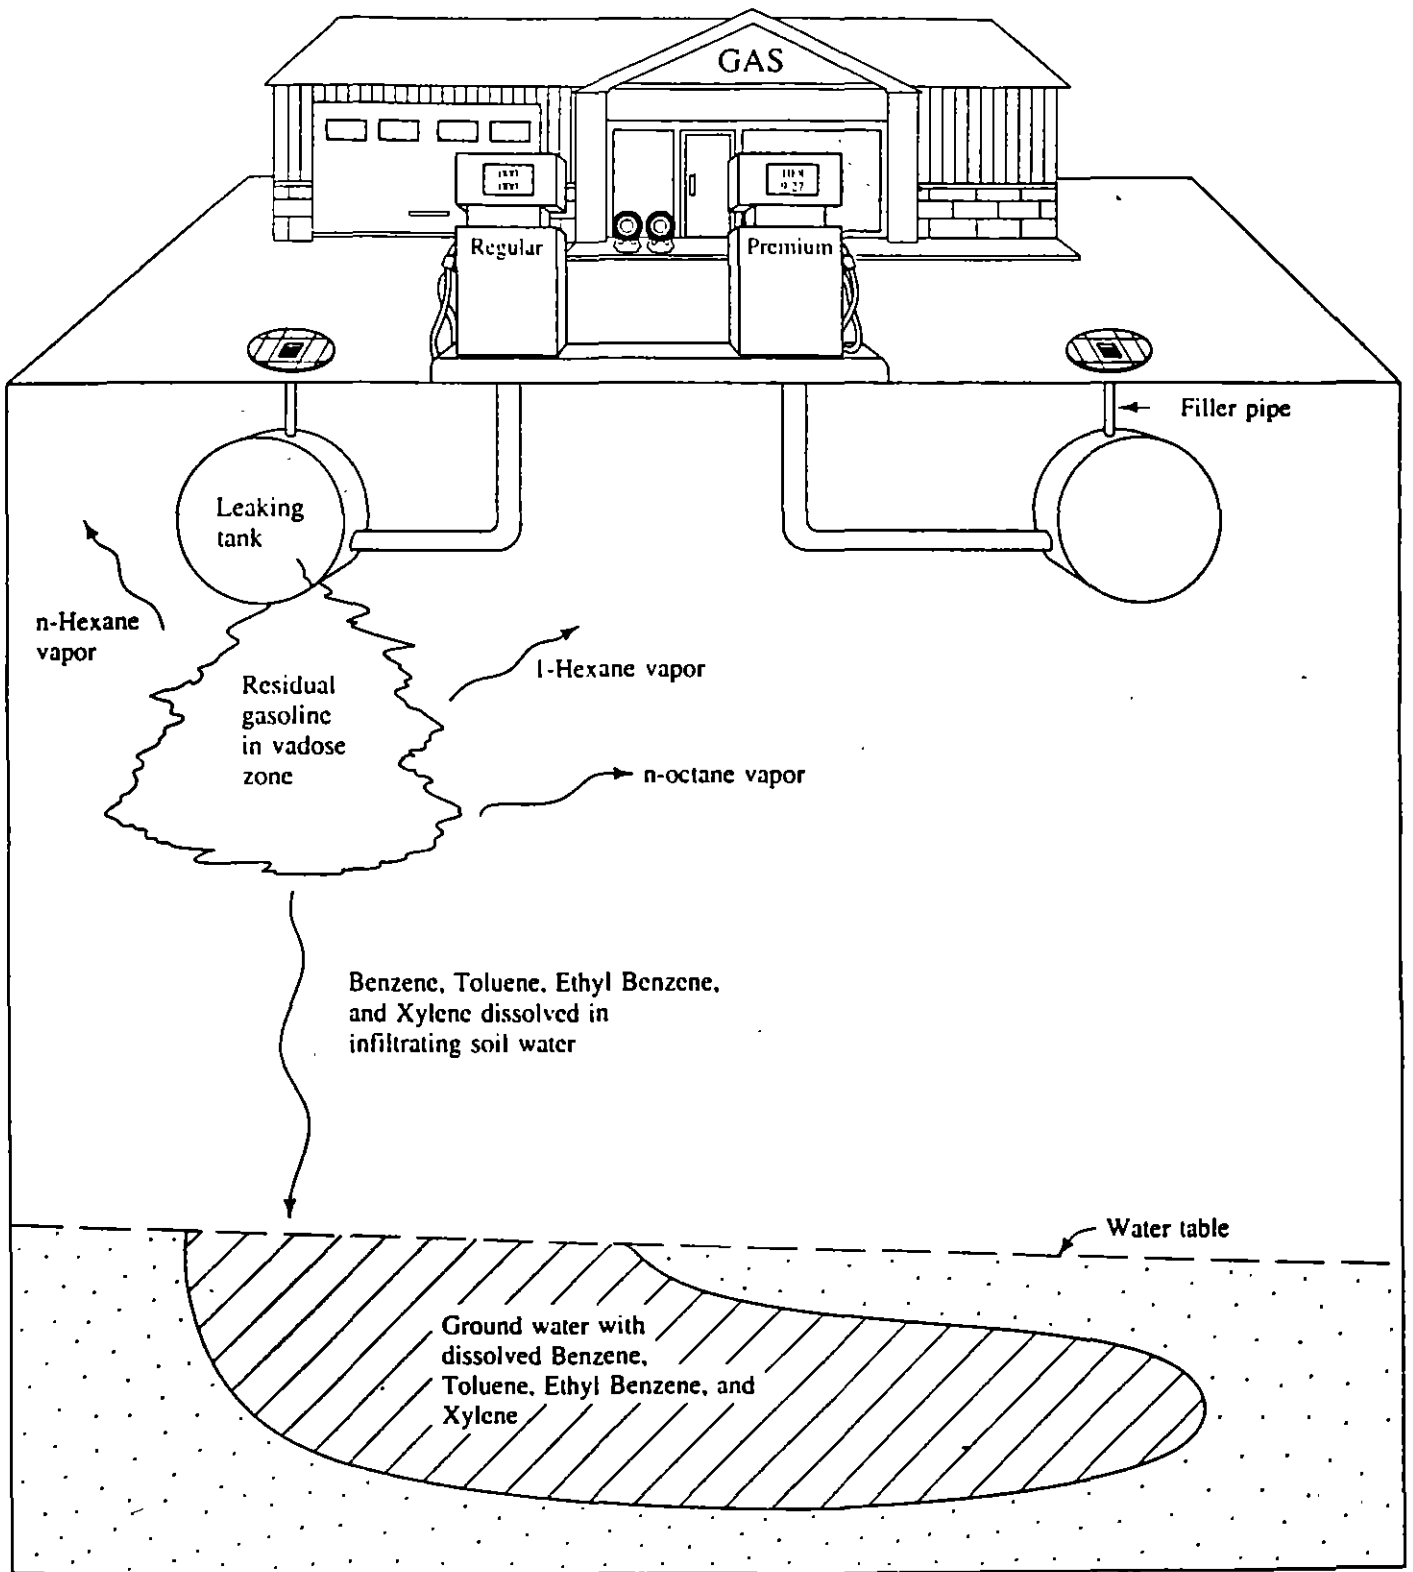 GAS
Regular
Premium
Filler pipe
Leaking
tank
n-Hexane
vapor
1-Hexane vapor
Residual
gasoline
in vadose
zone
n-octane vapor
Benzene, Toluene, Ethyl Benzene,
and Xylene dissolved in
infiltrating soil water
Water table
Ground water with
dissolved Benzene,
Toluene, Ethyl Benzene, and
Xylene